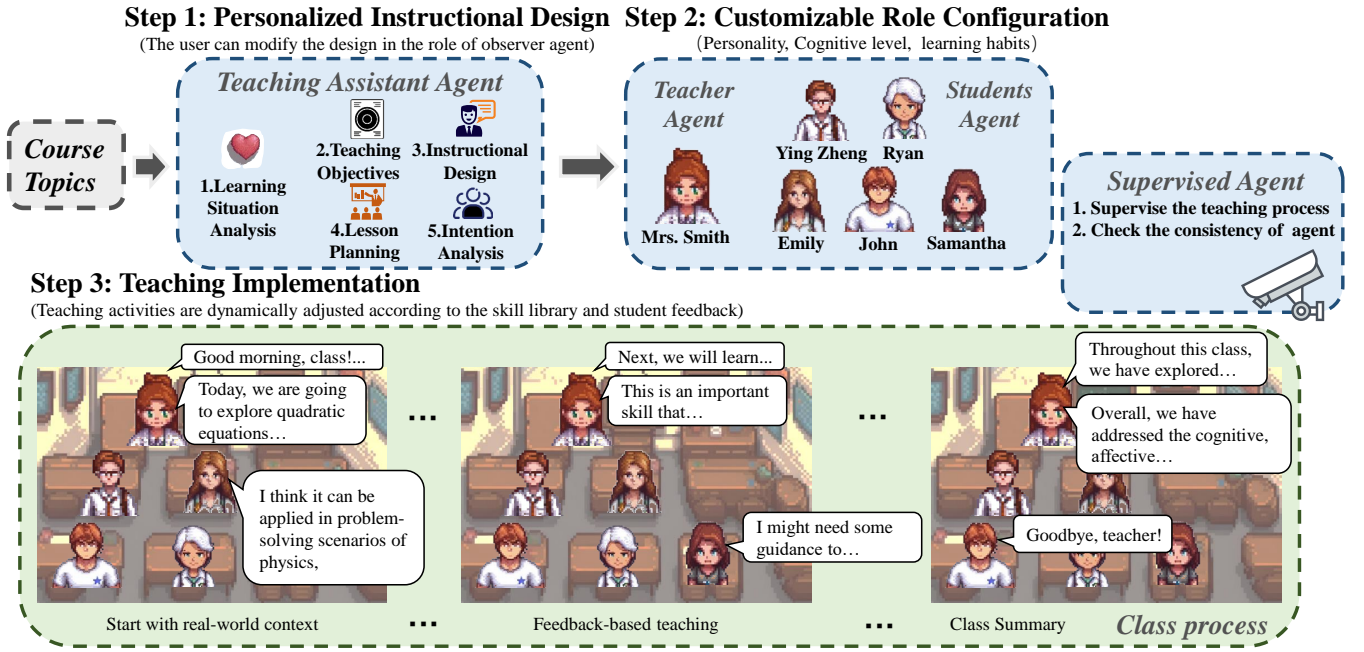 Step 1: Personalized Instructional Design
(The user can modify the design in the role of observer agent)
Step 2: Customizable Role Configuration
(Personality, Cognitive level, learning habits)
Course
Topics
Teaching Assistant Agent
1.Learning
Situation
Analysis
2.Teaching
Objectives
3.Instructional
Design
4.Lesson
Planning
5.Intention
Analysis
Teacher
Agent
Students
Agent
Ying Zheng
Ryan
Mrs. Smith
Emily
John
Samantha
Supervised Agent
1. Supervise the teaching process
2. Check the consistency of agent
Step 3: Teaching Implementation
(Teaching activities are dynamically adjusted according to the skill library and student feedback)
Good morning, class!...
Today, we are going
to explore quadratic
equations…
I think it can be
applied in problem-
solving scenarios of
physics,
...
Next, we will learn...
This is an important
skill that…
I might need some
guidance to…
...
Throughout this class,
we have explored…
Overall, we have
addressed the cognitive,
affective…
Goodbye, teacher!
Start with real-world context
...
Feedback-based teaching
...
Class Summary
Class process